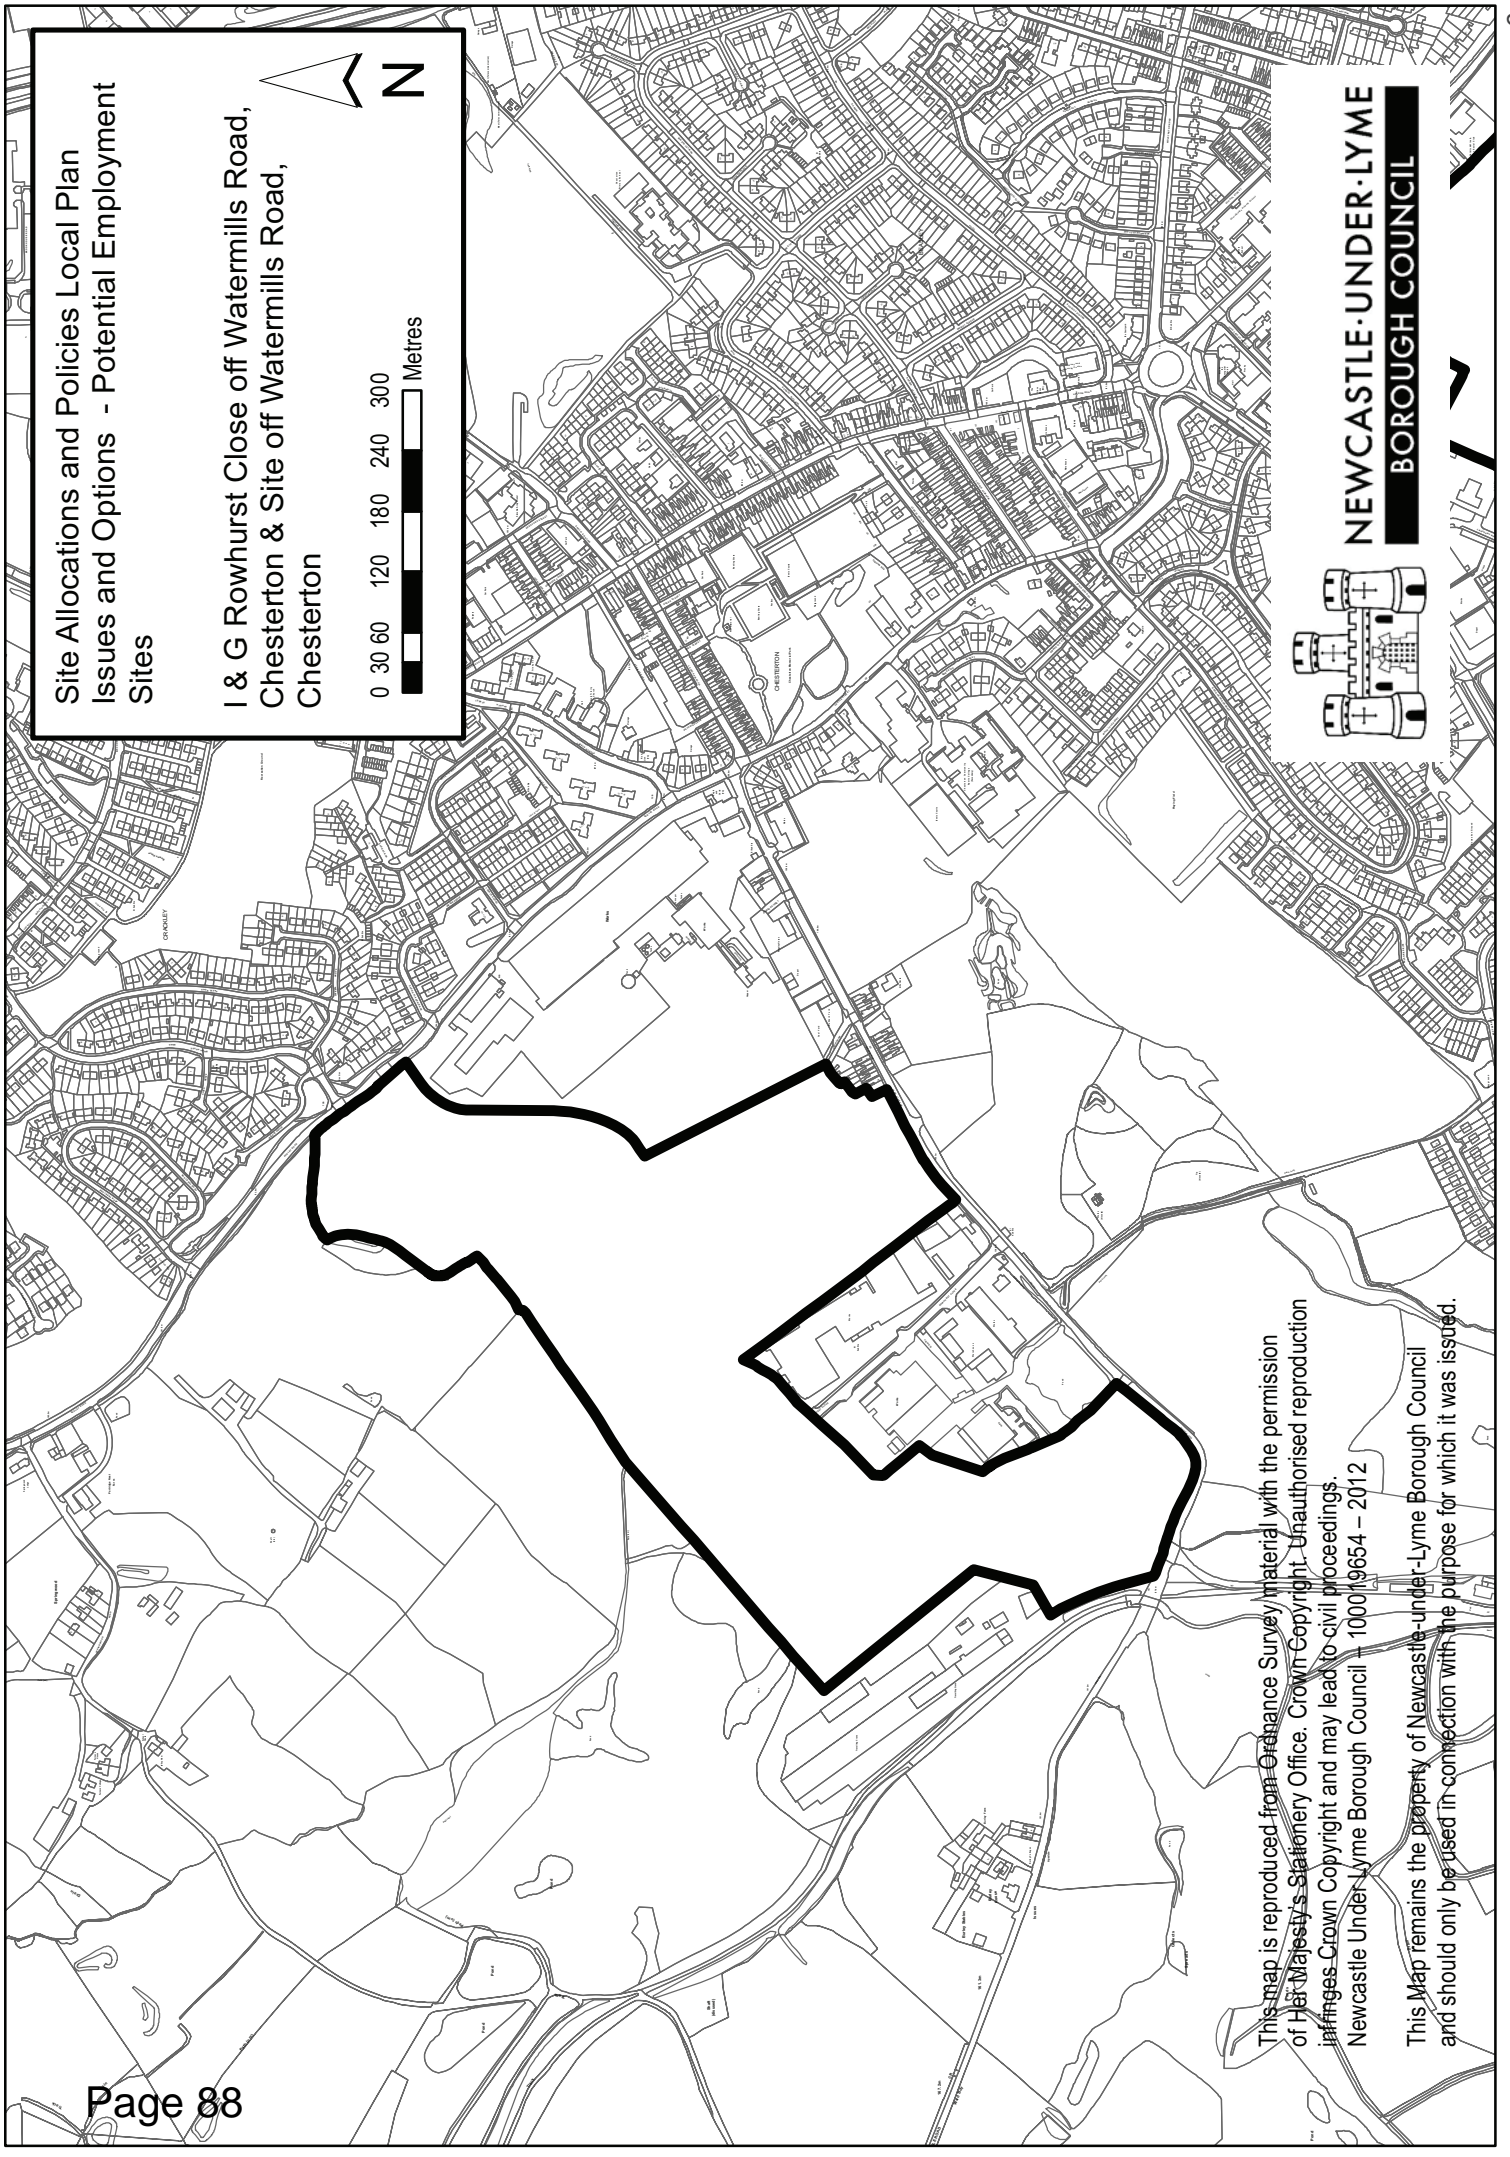 Site Allocations and Policies Local Plan
Issues and Options - Potential Employment
Sites
I & G Rowhurst Close off Watermills Road,
Chesterton & Site off Watermills Road,
Chesterton
N
0 30 60 120 180 240 300
Metres
CRACKLEY
CHESTERTON
Pond
Pond
NEWCASTLE·UNDER·LYME
BOROUGH COUNCIL
This map is reproduced from Ordnance Survey material with the permission
of Her Majesty's Stationery Office. Crown Copyright. Unauthorised reproduction
infringes Crown Copyright and may lead to civil proceedings.
Newcastle Under Lyme Borough Council – 100019654 – 2012
This Map remains the property of Newcastle-under-Lyme Borough Council
and should only be used in connection with the purpose for which it was issued.
Page 88